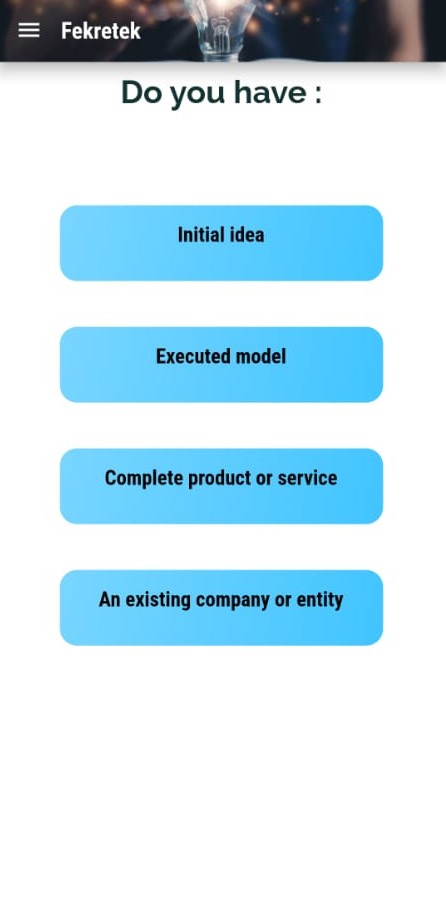 Fekretek
Do you have :
Initial idea
Executed model
Complete product or service
An existing company or entity